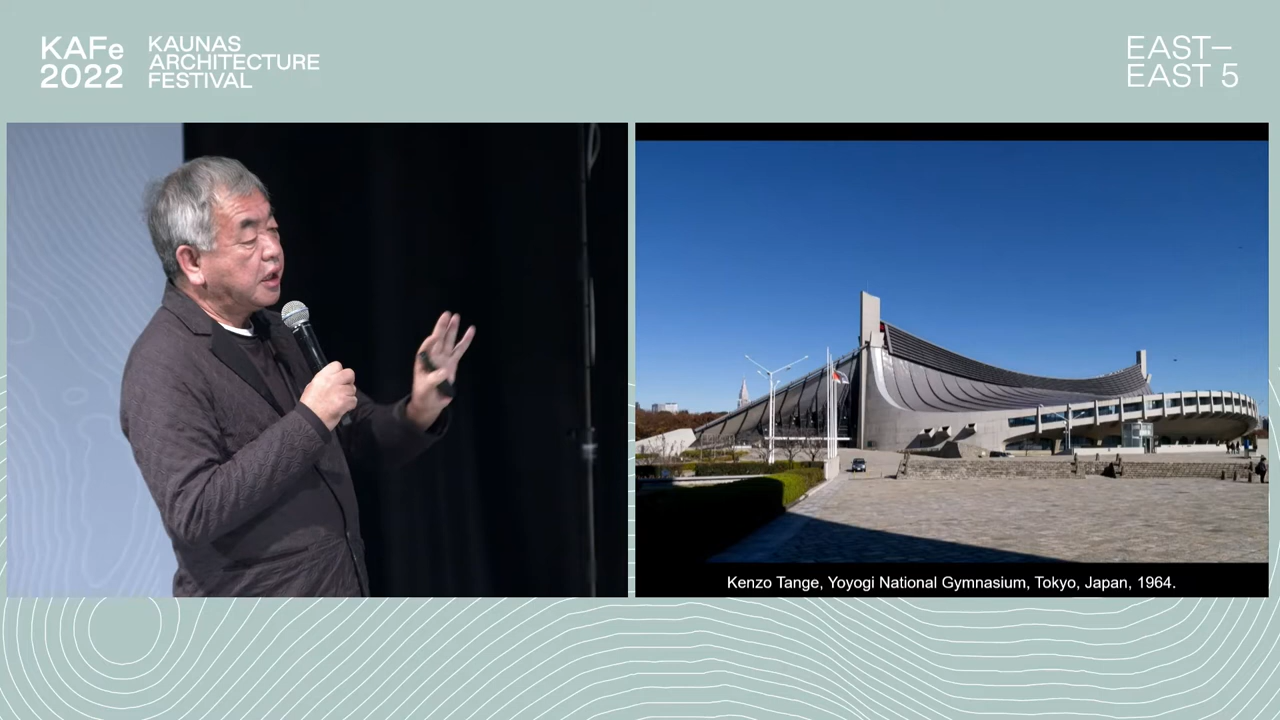 KAFe
2022
KAUNAS
ARCHITECTURE
FESTIVAL
EAST–
EAST 5
Kenzo Tange, Yoyogi National Gymnasium, Tokyo, Japan, 1964.